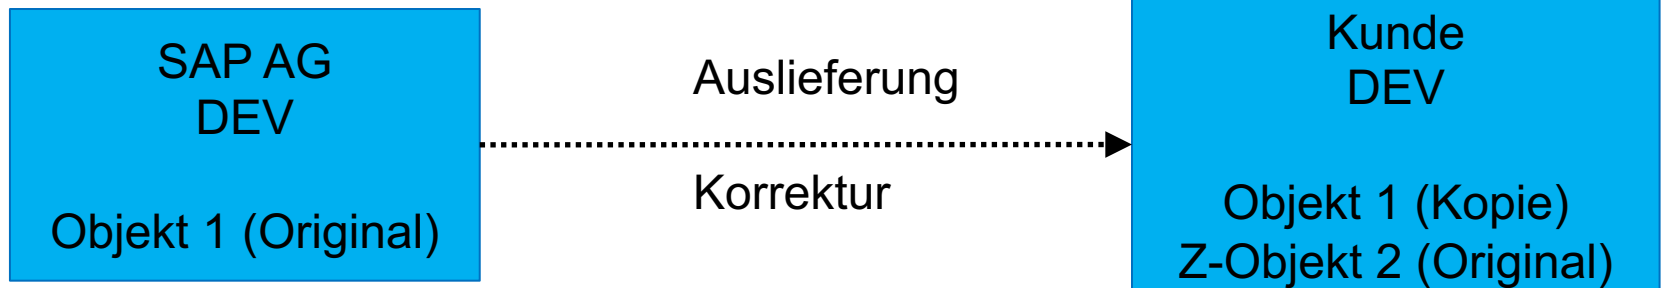 SAP AG
DEV
Objekt 1 (Original)
Auslieferung
Korrektur
Kunde
DEV
Objekt 1 (Kopie)
Z-Objekt 2 (Original)